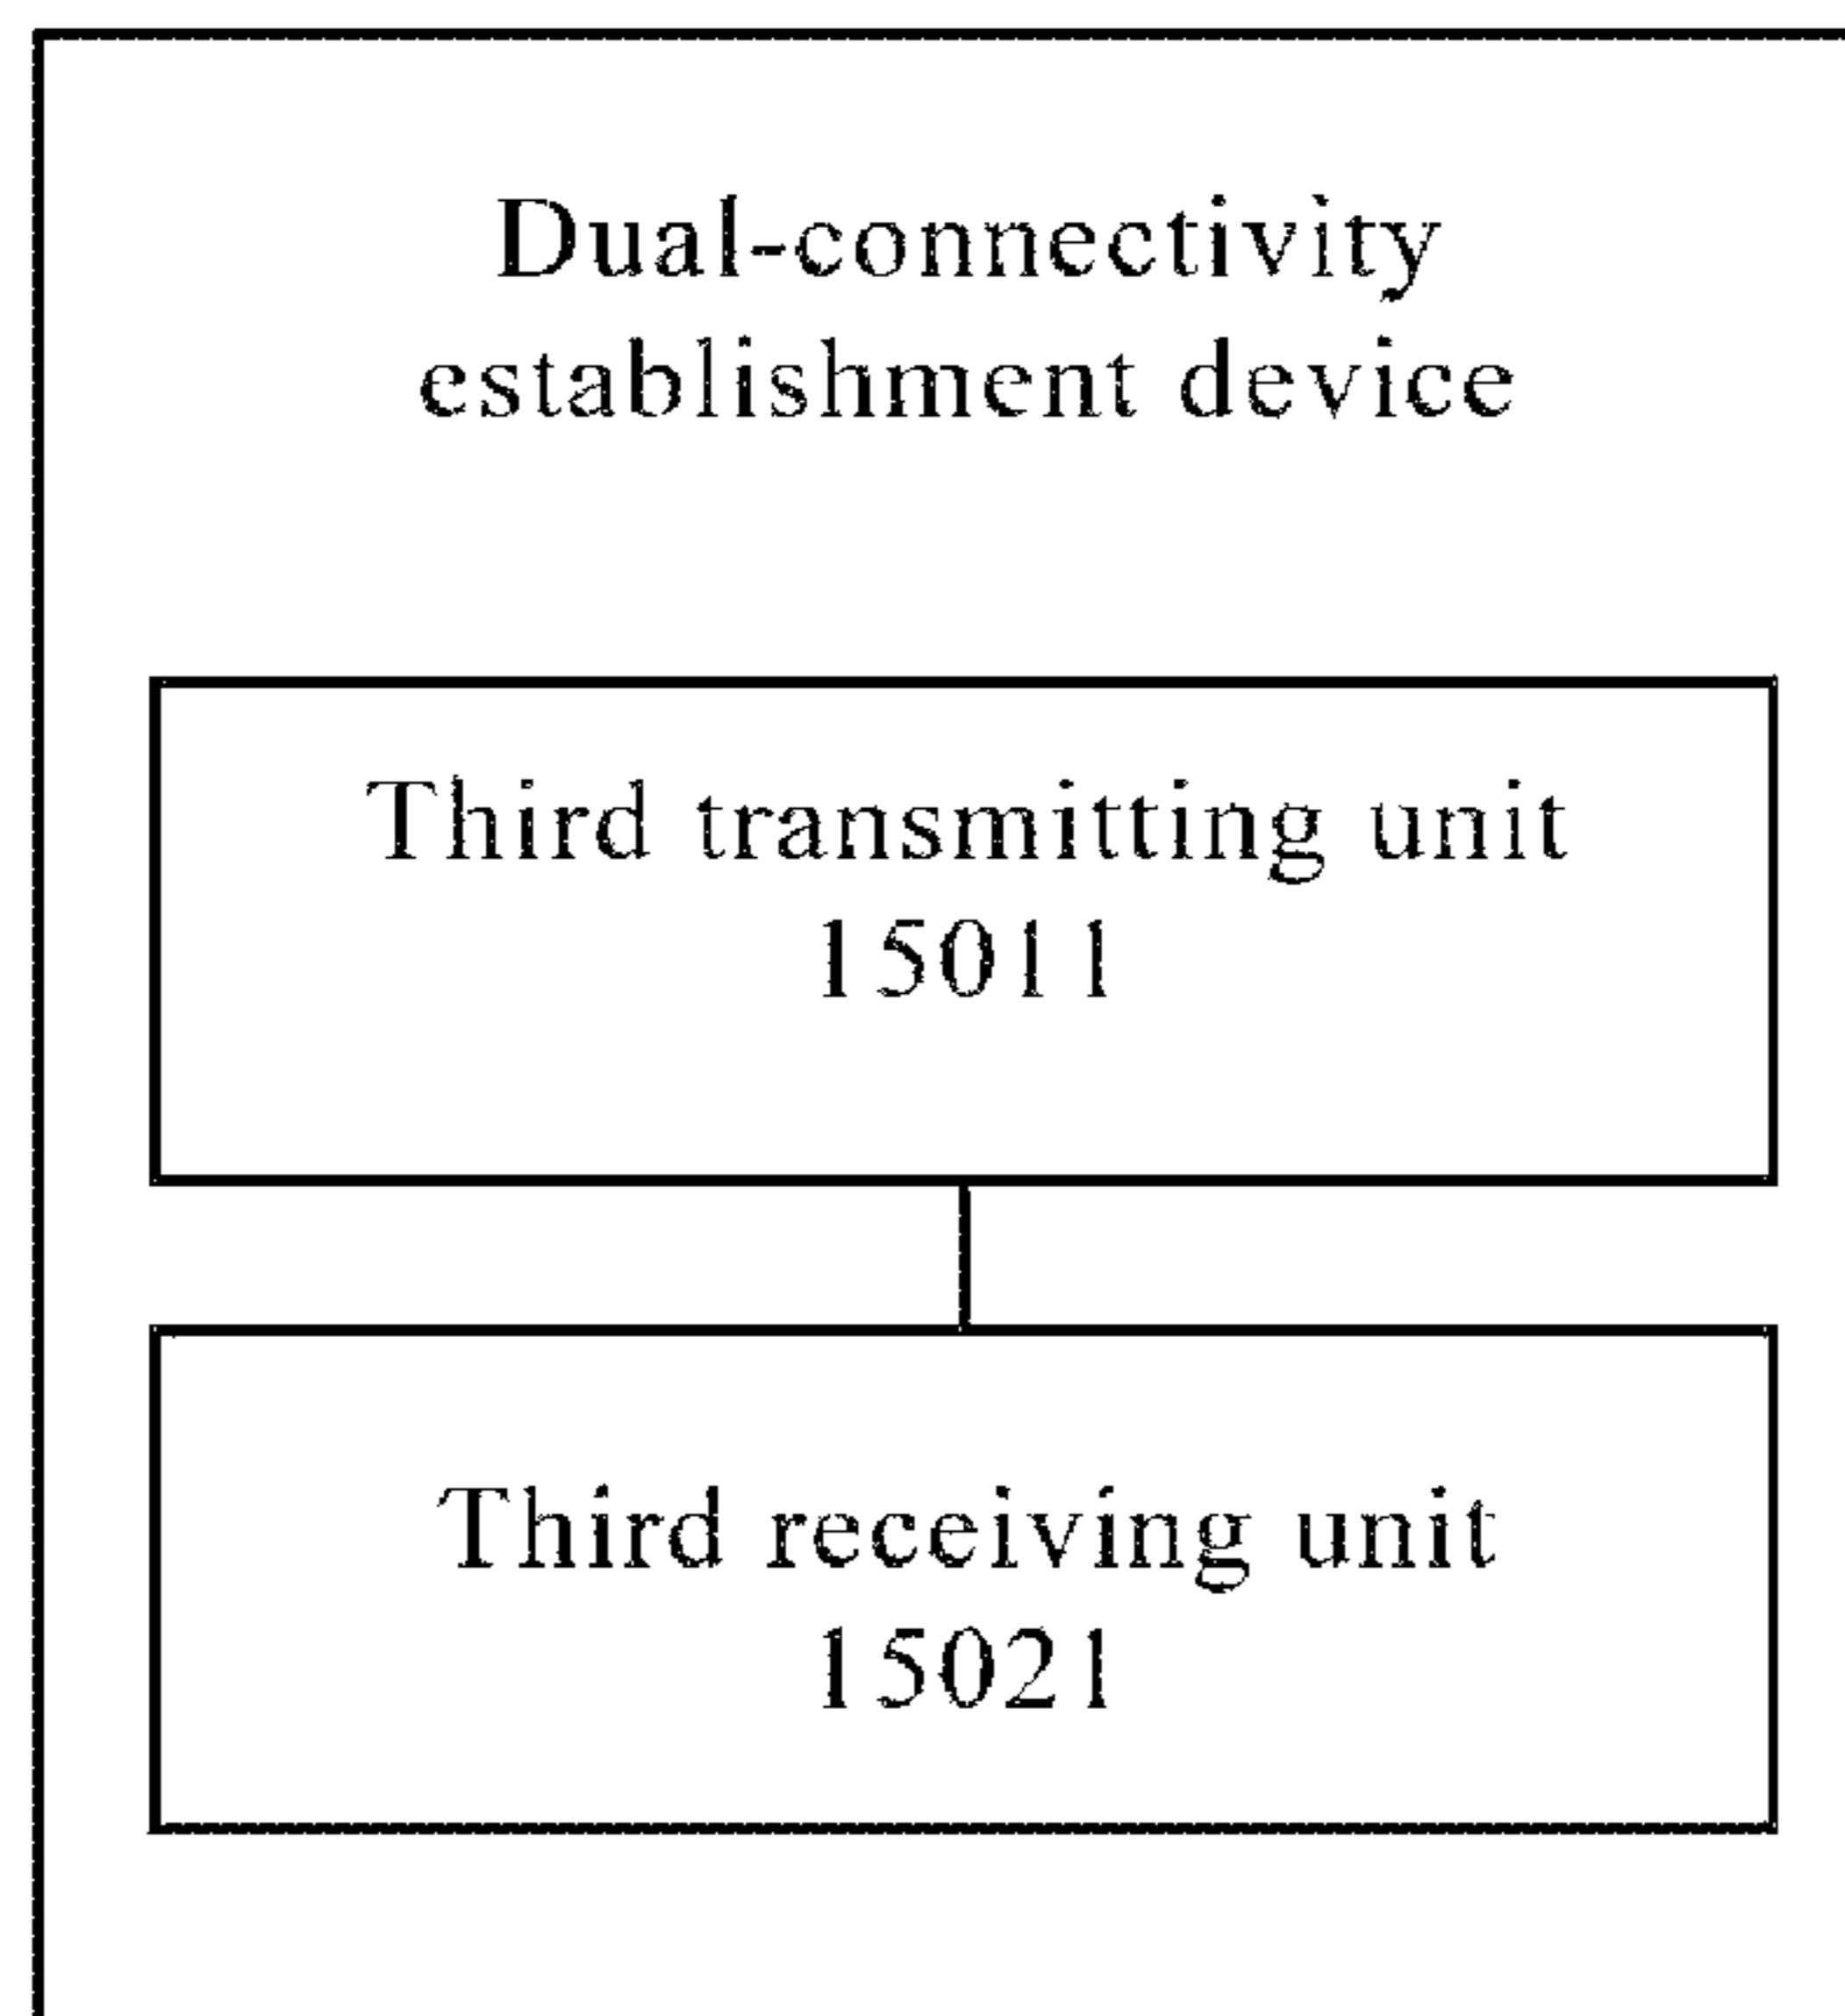 Dual-connectivity
establishment device
Third transmitting unit
15011
Third receiving unit
15021